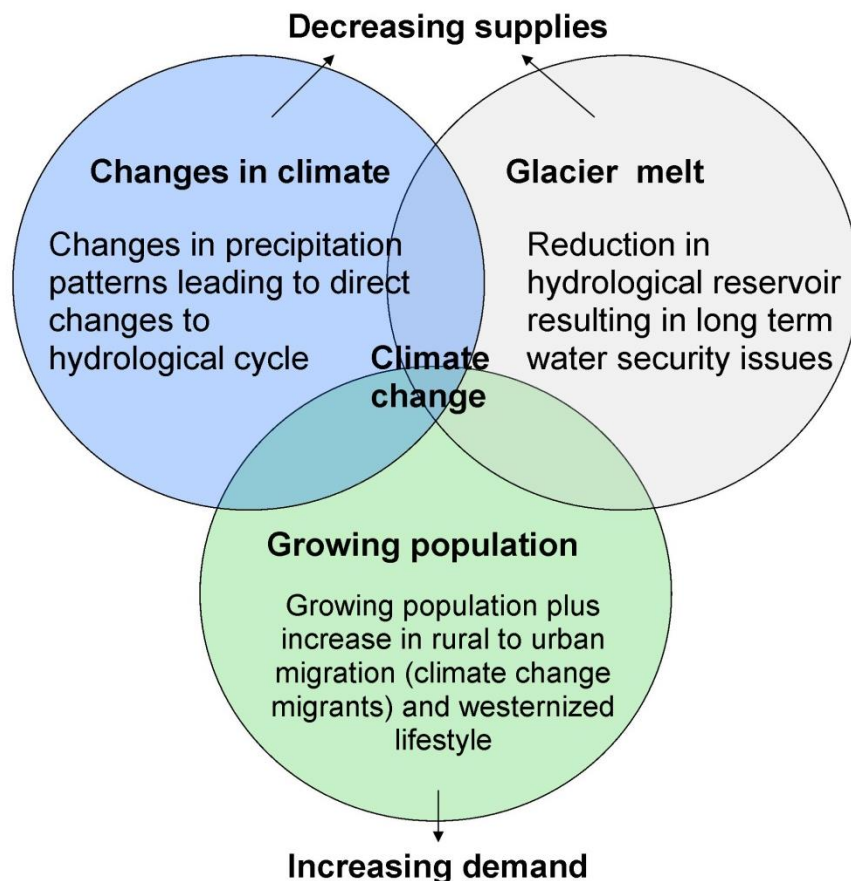 Decreasing supplies
Changes in climate
Changes in precipitation
patterns leading to direct
changes to
hydrological cycle
Glacier melt
Reduction in
hydrological reservoir
resulting in long term
water security issues
Climate
change
Growing population
Growing population plus
increase in rural to urban
migration (climate change
migrants) and westernized
lifestyle
Increasing demand